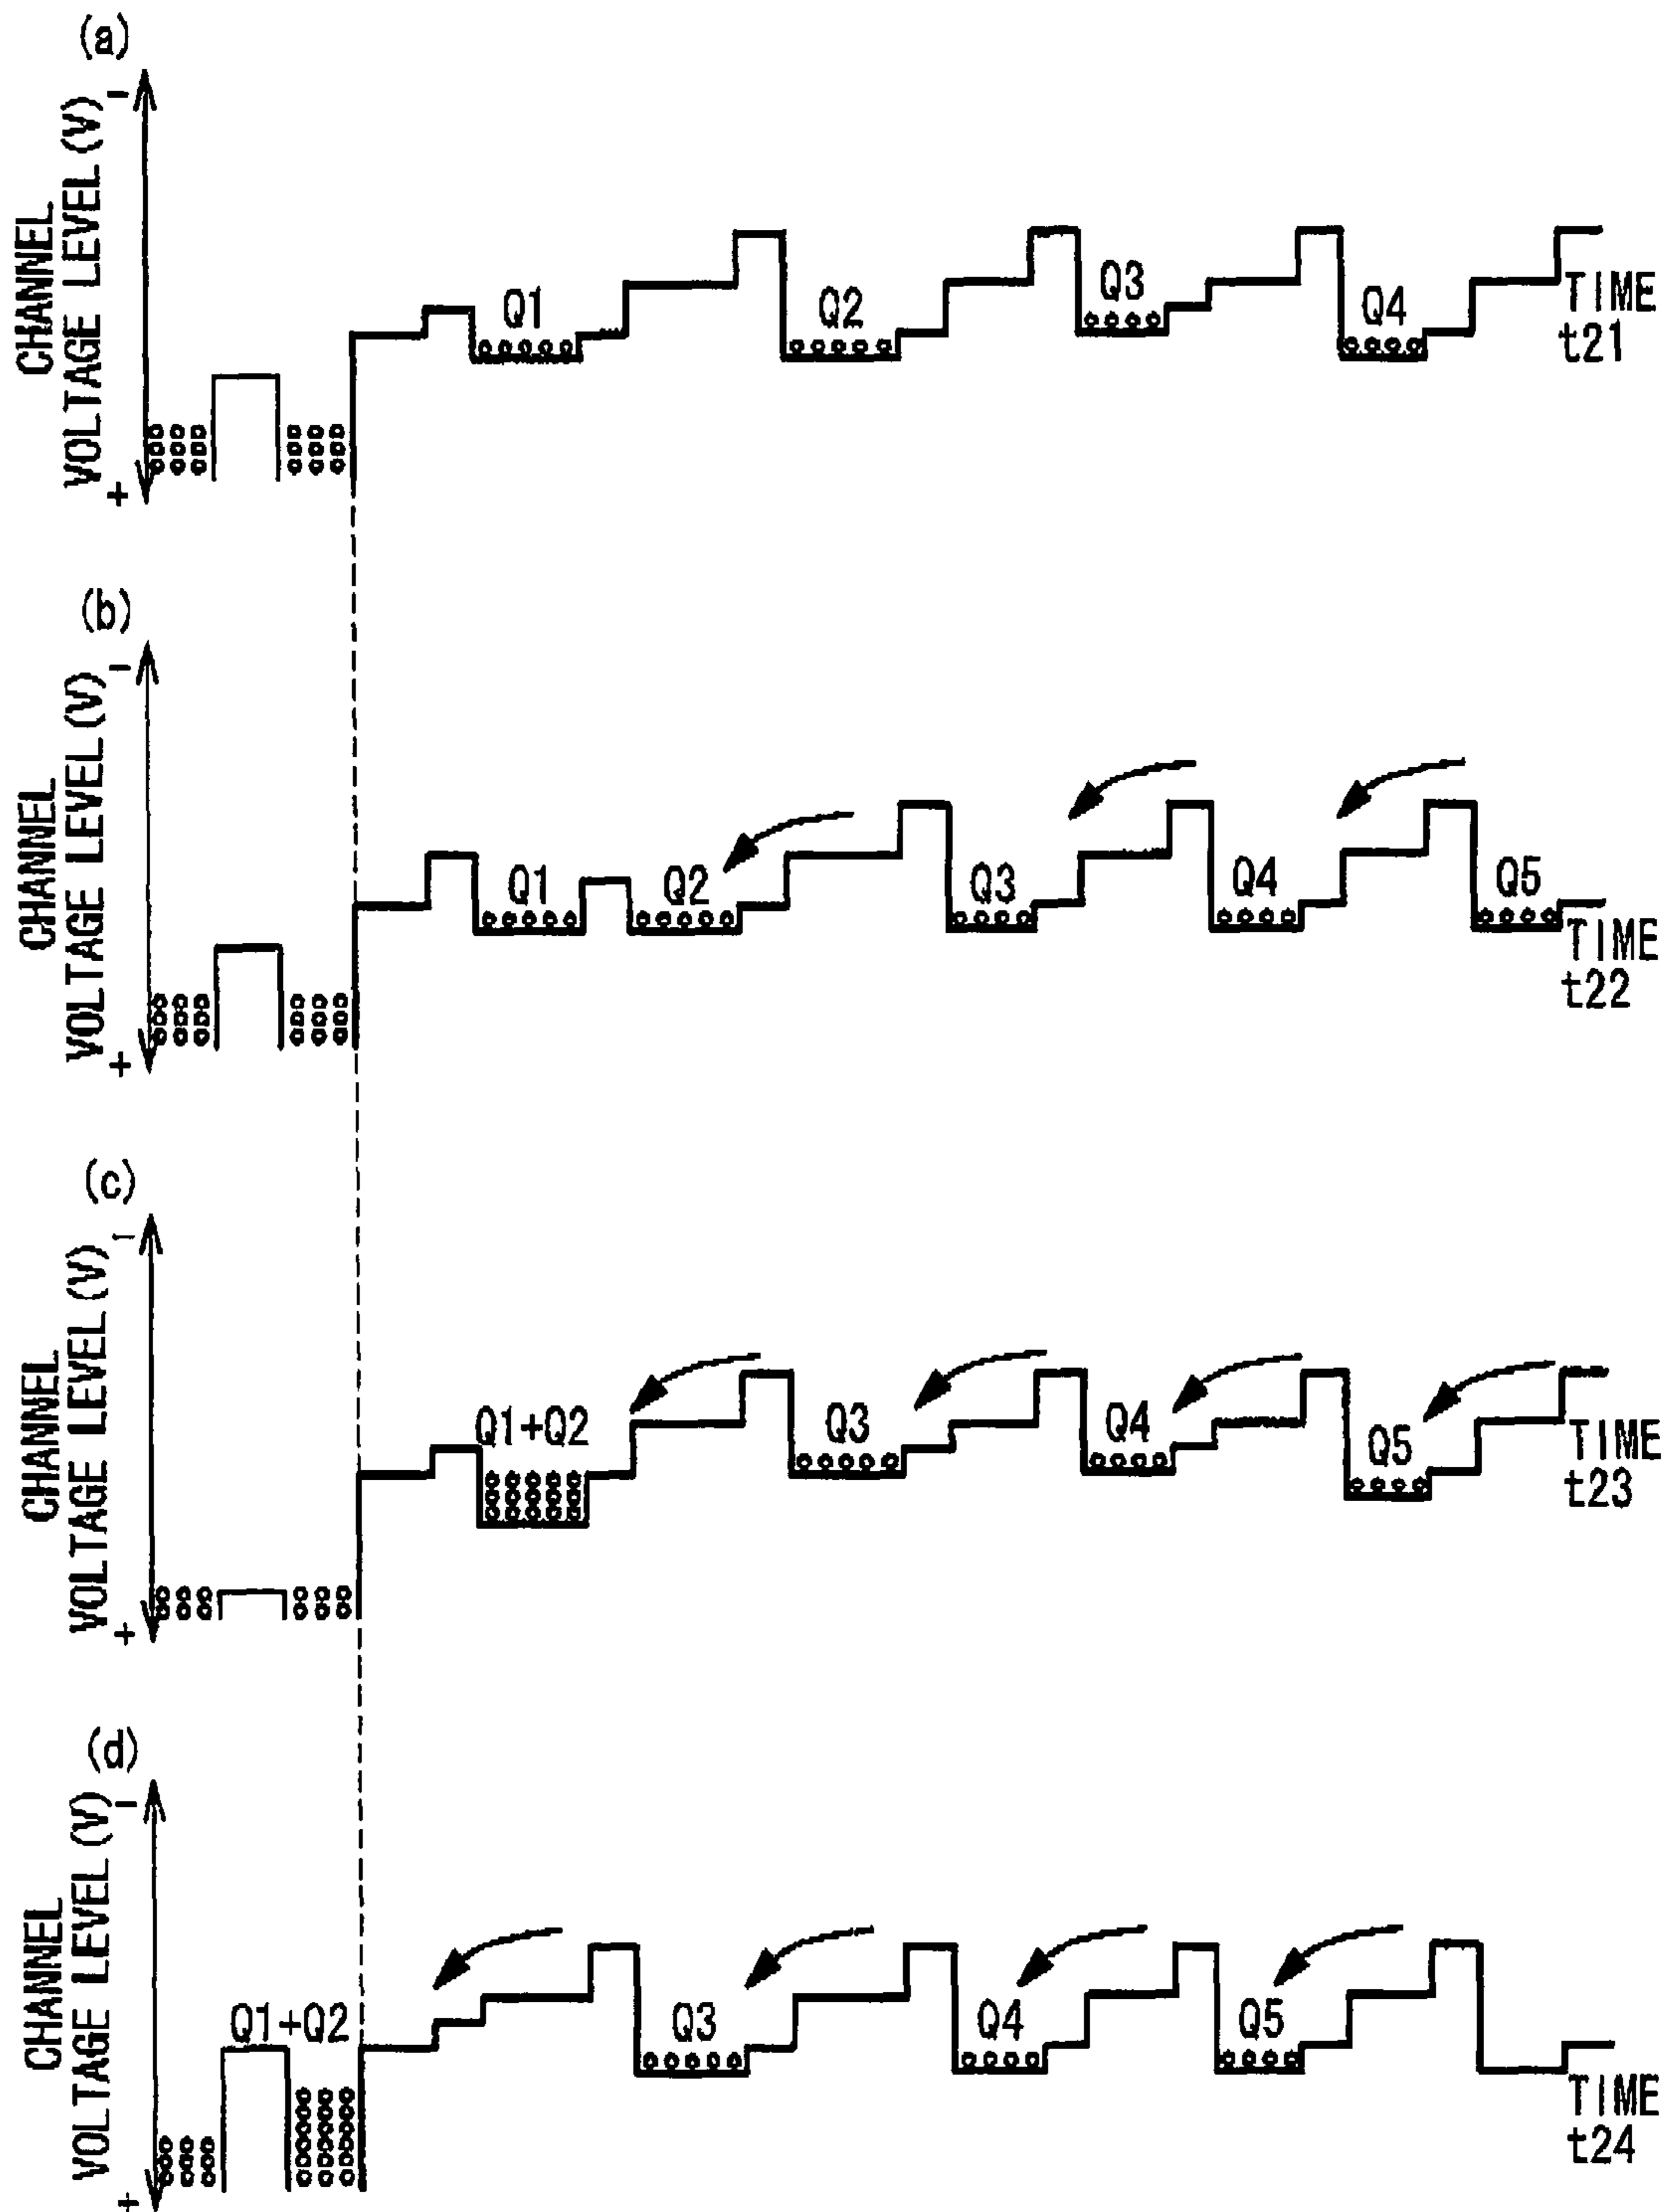 (a)
-
CHANNEL
VOLTAGE LEVEL (V)
+
Q1
Q2
Q3
Q4
TIME
t21
(b)
-
CHANNEL
VOLTAGE LEVEL (V)
+
Q1
Q2
Q3
Q4
Q5
TIME
t22
(c)
-
CHANNEL
VOLTAGE LEVEL (V)
+
Q1+Q2
Q3
Q4
Q5
TIME
t23
(d)
-
CHANNEL
VOLTAGE LEVEL (V)
+
Q1+Q2
Q3
Q4
Q5
TIME
t24